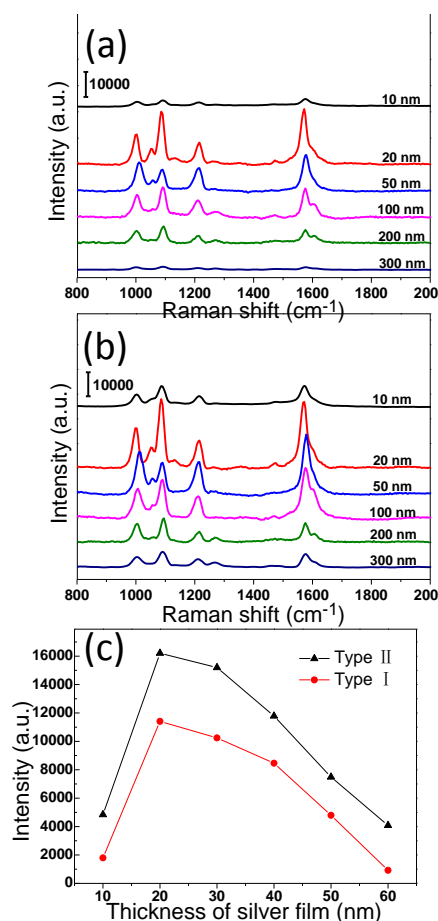 (a)
10000
10 nm
20 nm
50 nm
100 nm
200 nm
300 nm
Intensity (a.u.)
800 1000 1200 1400 1600 1800 200
Raman shift (cm-1)
(b)
10000
10 nm
20 nm
50 nm
100 nm
200 nm
300 nm
Intensity (a.u.)
800 1000 1200 1400 1600 1800 200
Raman shift (cm-1)
(c)
Type II
Type I
16000
14000
12000
10000
8000
6000
4000
2000
0
Intensity (a.u.)
10 20 30 40 50 60
Thickness of silver film (nm)